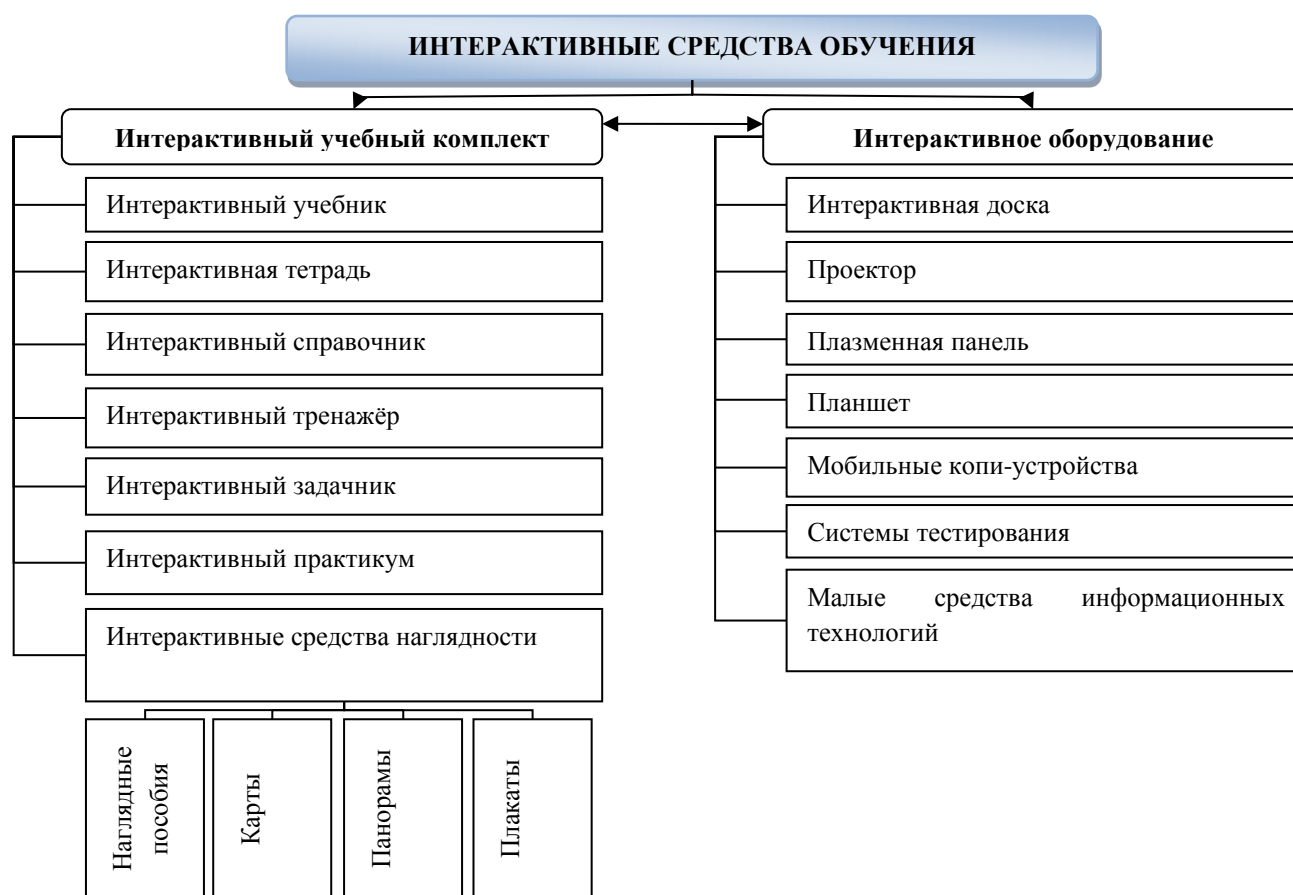 ИНТЕРАКТИВНЫЕ СРЕДСТВА ОБУЧЕНИЯ
Интерактивный учебный комплект
Интерактивный учебник
Интерактивная тетрадь
Интерактивный справочник
Интерактивный тренажёр
Интерактивный задачник
Интерактивный практикум
Интерактивные средства наглядности
Наглядные
пособия
Карты
Панорамы
Плакаты
Интерактивное оборудование
Интерактивная доска
Проектор
Плазменная панель
Планшет
Мобильные копи-устройства
Системы тестирования
Малые средства информационных
технологий